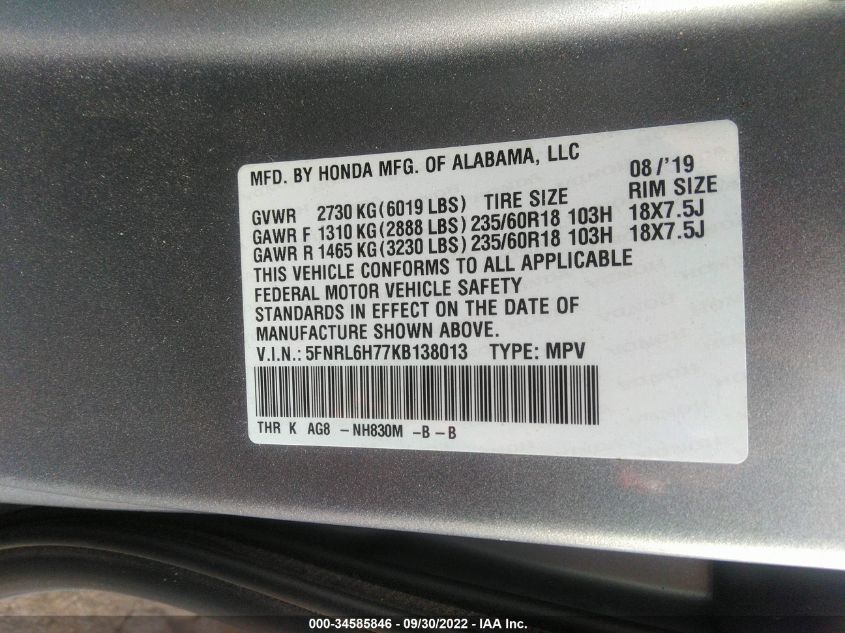 MFD. BY HONDA MFG. OF ALABAMA, LLC 08/'19
GVWR 2730 KG (6019 LBS) TIRE SIZE RIM SIZE
GAWR F 1310 KG (2888 LBS) 235/60R18 103H 18X7.5J
GAWR R 1465 KG (3230 LBS) 235/60R18 103H 18X7.5J
THIS VEHICLE CONFORMS TO ALL APPLICABLE
FEDERAL MOTOR VEHICLE SAFETY
STANDARDS IN EFFECT ON THE DATE OF
MANUFACTURE SHOWN ABOVE.
V.I.N.: 5FNRL6H77KB138013 TYPE: MPV
THR K AG8 -NH830M -B-B
000-34585846 - 09/30/2022 - IAA Inc.